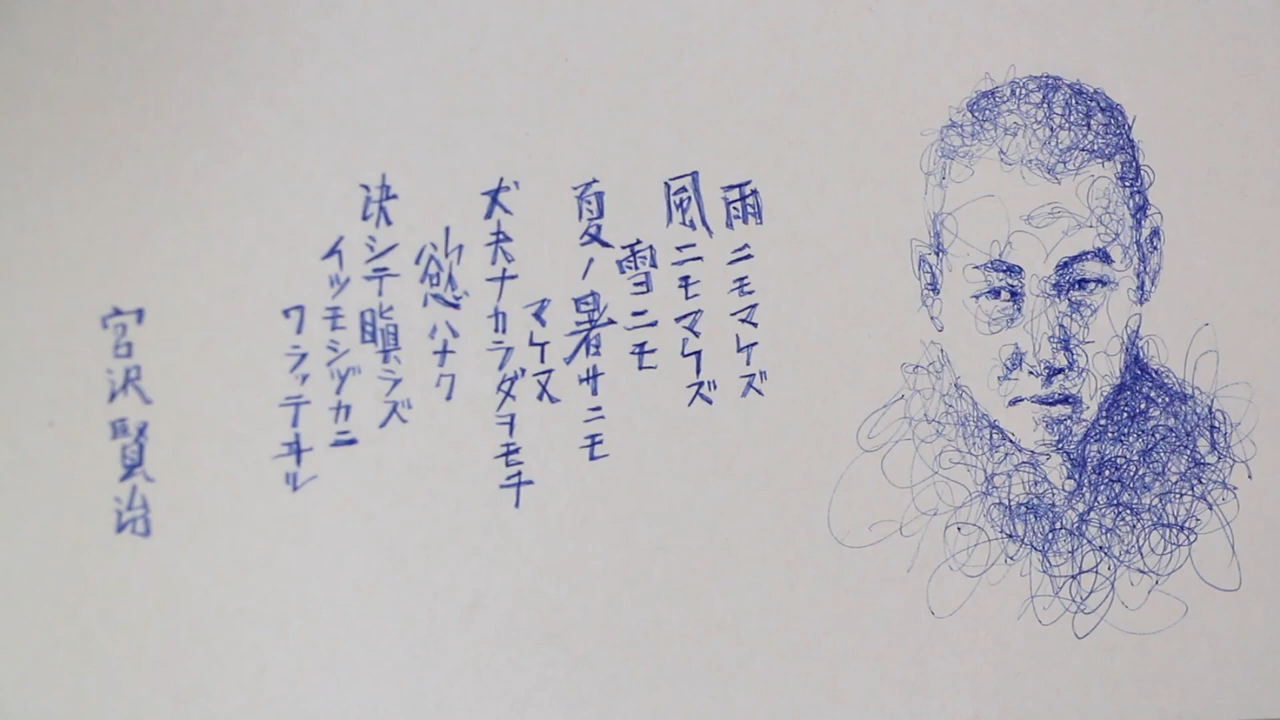 雨ニモマケズ
風ニモマケズ
雪ニモ
夏ノ暑サニモ
マケヌ
丈夫ナカラダヲモチ
慾ハナク
決シテ瞋ラズ
イツモシヅカニ
ワラッテヰル
宮沢賢治